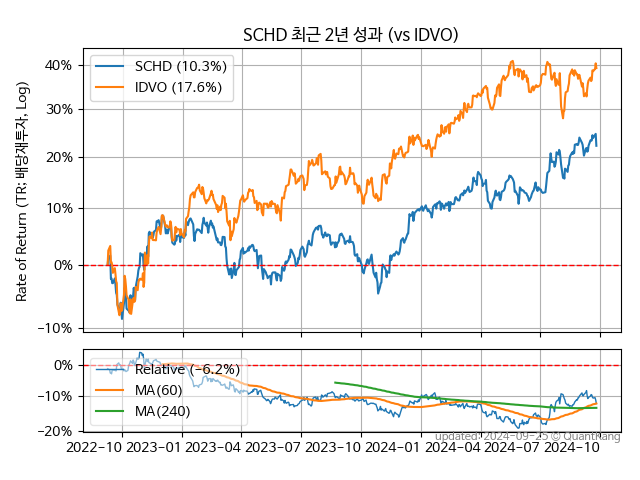 SCHD 최근 2년 성과 (vs IDVO)
Rate of Return (TR: 배당재투자, Log)
40%
30%
20%
10%
0%
−10%
SCHD (10.3%)
IDVO (17.6%)
0%
−10%
−20%
Relative (−6.2%)
MA(60)
MA(240)
2022−10 2023−01 2023−04 2023−07 2023−10 2024−01 2024−04 2024−07 2024−10
updated: 2024−09−25 © QuantKang